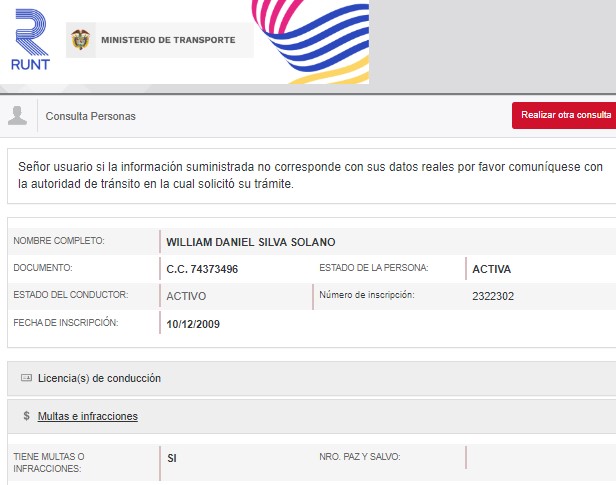 RUNT
MINISTERIO DE TRANSPORTE
Consulta Personas
Realizar otra consulta
Señor usuario si la información suministrada no corresponde con sus datos reales por favor comuníquese con
la autoridad de tránsito en la cual solicitó su trámite.
NOMBRE COMPLETO: WILLIAM DANIEL SILVA SOLANO
DOCUMENTO: C.C. 74373496 ESTADO DE LA PERSONA: ACTIVA
ESTADO DEL CONDUCTOR: ACTIVO Número de inscripción: 2322302
FECHA DE INSCRIPCIÓN: 10/12/2009
Licencia(s) de conducción
$ Multas e infracciones
TIENE MULTAS O SI NRO. PAZ Y SALVO:
INFRACCIONES: